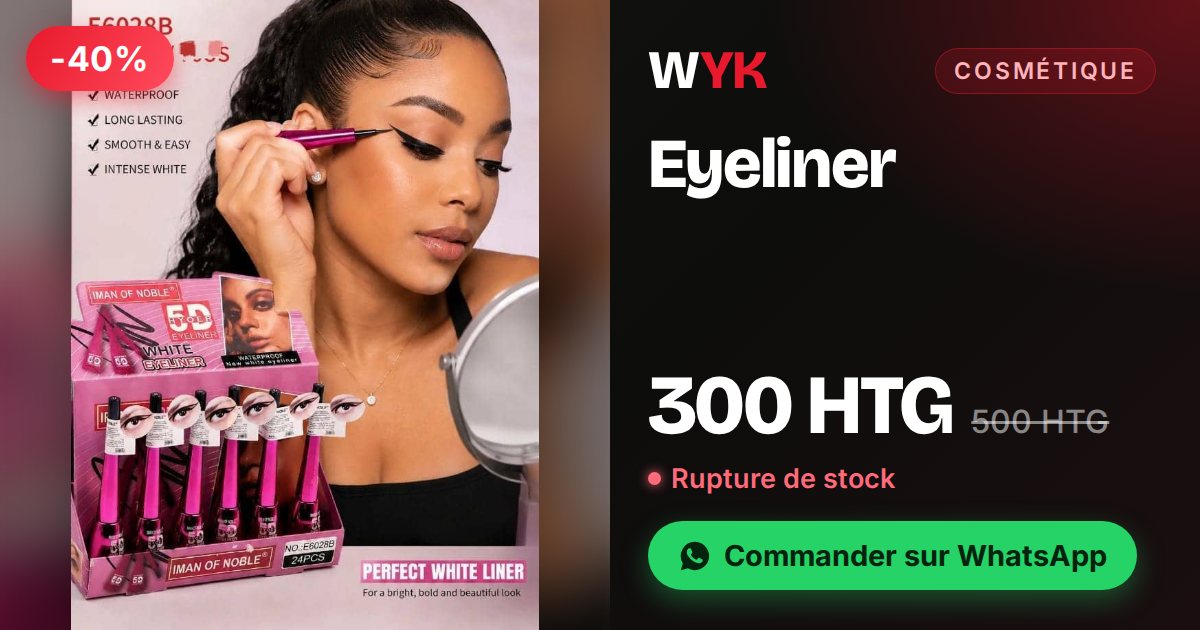 E6028B
-40%
WATERPROOF
LONG LASTING
SMOOTH & EASY
INTENSE WHITE
IMAN OF NOBLE®
5D
EYELINER
WHITE
EYELINER
WATERPROOF
New white eyeliner
5D 5D
IMAN OF NOBLE®
NO.:E6028B
24PCS
PERFECT WHITE LINER
For a bright, bold and beautiful look
WYK
COSMÉTIQUE
Eyeliner
300 HTG 500 HTG
Rupture de stock
Commander sur WhatsApp